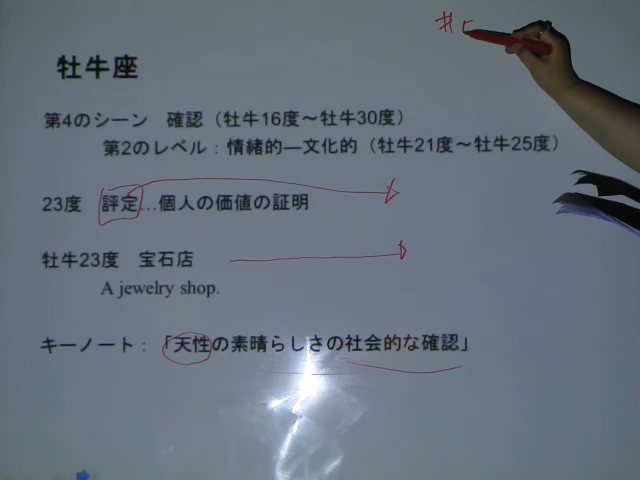 牡牛座
第4のシーン　確認（牡牛16度～牡牛30度）
第2のレベル：情緒的―文化的（牡牛21度～牡牛25度）
23度　評定…個人の価値の証明
牡牛23度　宝石店
A jewelry shop.
キーノート：「天性の素晴らしさの社会的な確認」